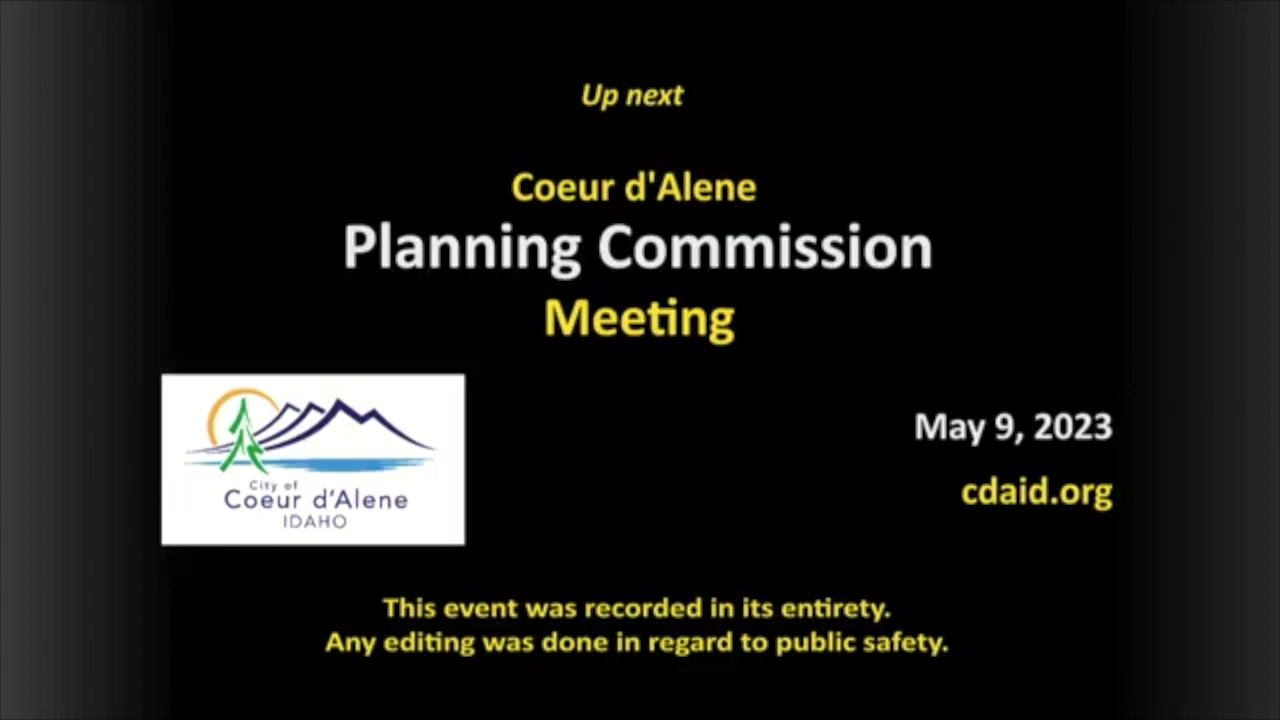 Up next
Coeur d'Alene
Planning Commission
Meeting
City of
Coeur d'Alene
IDAHO
May 9, 2023
cdaid.org
This event was recorded in its entirety.
Any editing was done in regard to public safety.